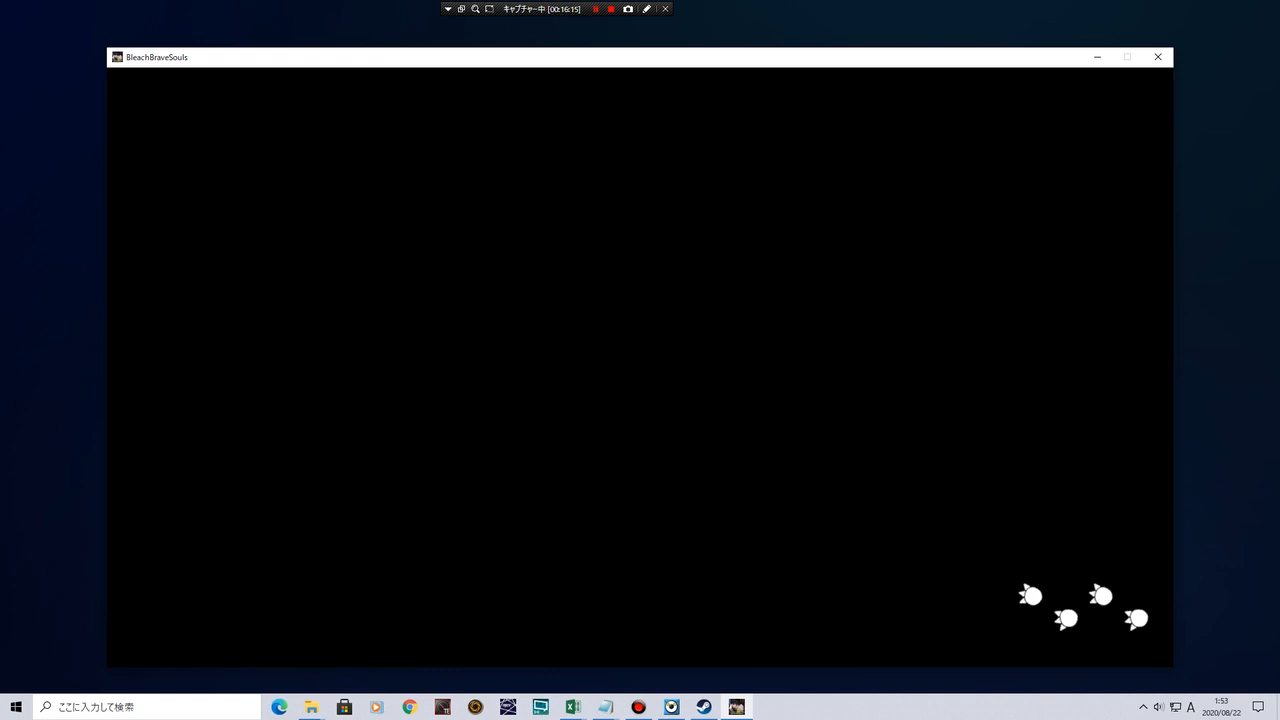 キャプチャー中 [00:16:15]
BleachBraveSouls
ここに入力して検索
A
1:53
2020/08/22